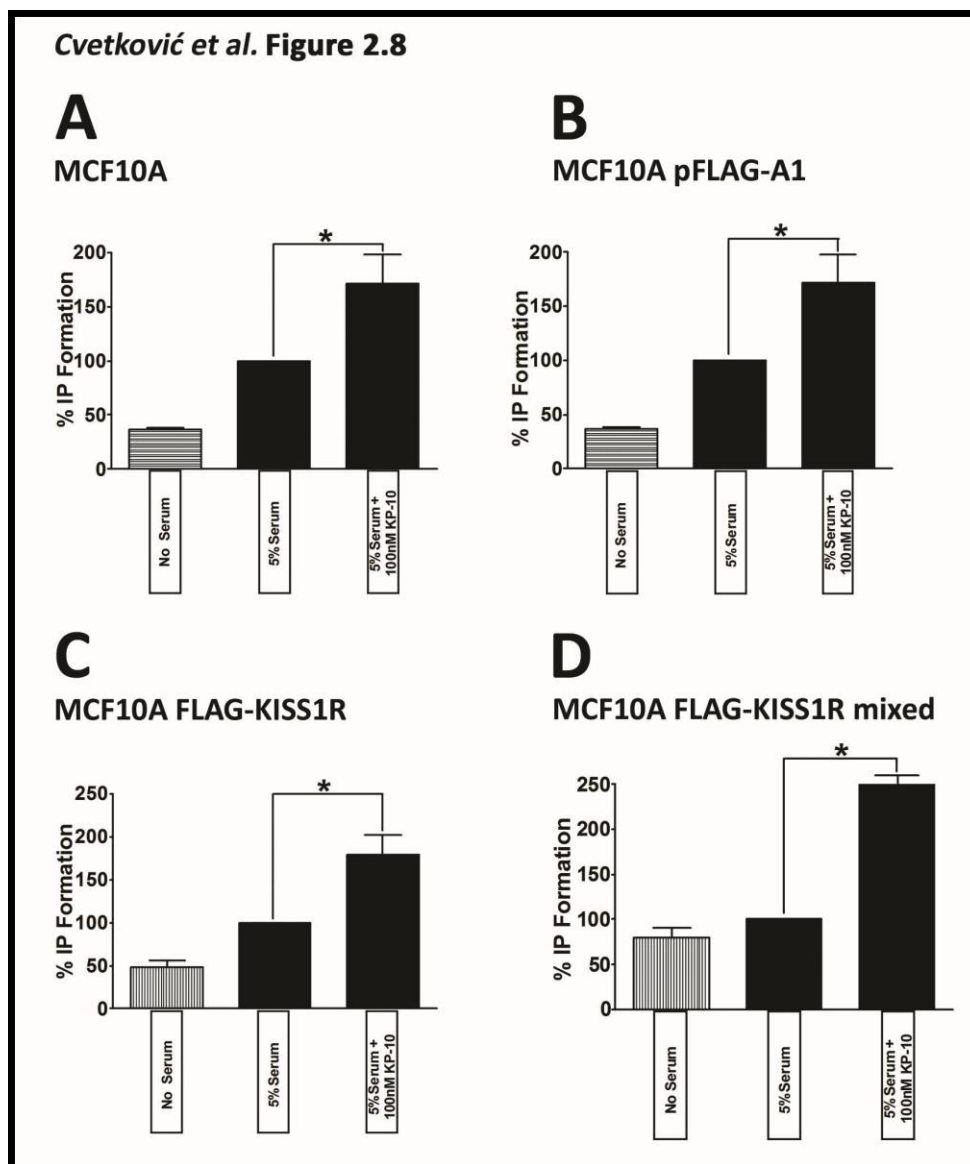 Cvetković et al. Figure 2.8
A
MCF10A
% IP Formation
200
150
100
50
0
*
No Serum
5% Serum
5% Serum +
100nM KP-10
B
MCF10A pFLAG-A1
% IP Formation
200
150
100
50
0
*
No Serum
5% Serum
5% Serum +
100nM KP-10
C
MCF10A FLAG-KISS1R
% IP Formation
250
200
150
100
50
0
*
No Serum
5% Serum
5% Serum +
100nM KP-10
D
MCF10A FLAG-KISS1R mixed
% IP Formation
250
200
150
100
50
0
*
No Serum
5% Serum
5% Serum +
100nM KP-10